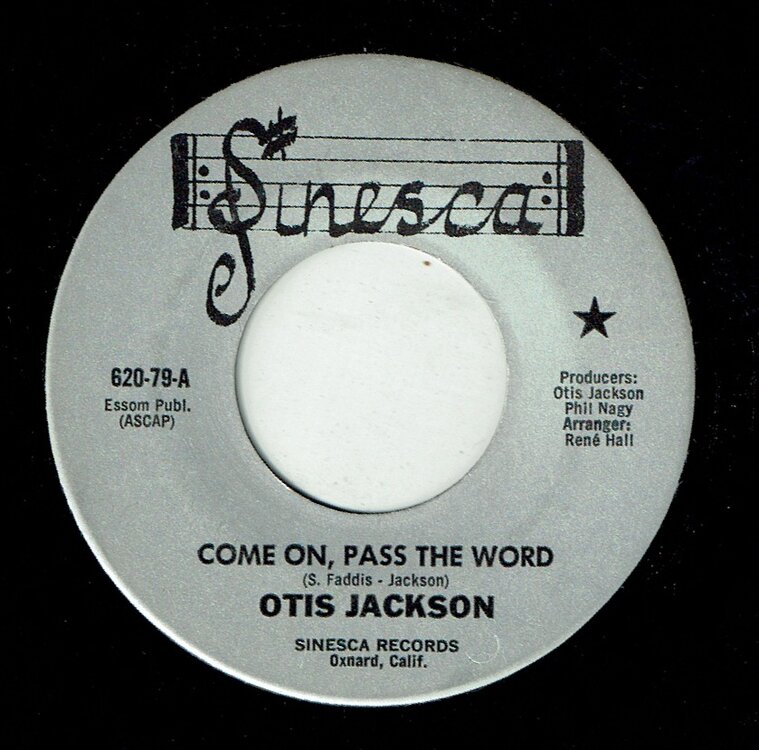 Sinesca
620-79-A
Essom Publ.
(ASCAP)
Producers:
Otis Jackson
Phil Nagy
Arranger:
René Hall
COME ON, PASS THE WORD
(S. Faddis - Jackson)
OTIS JACKSON
SINESCA RECORDS
Oxnard, Calif.